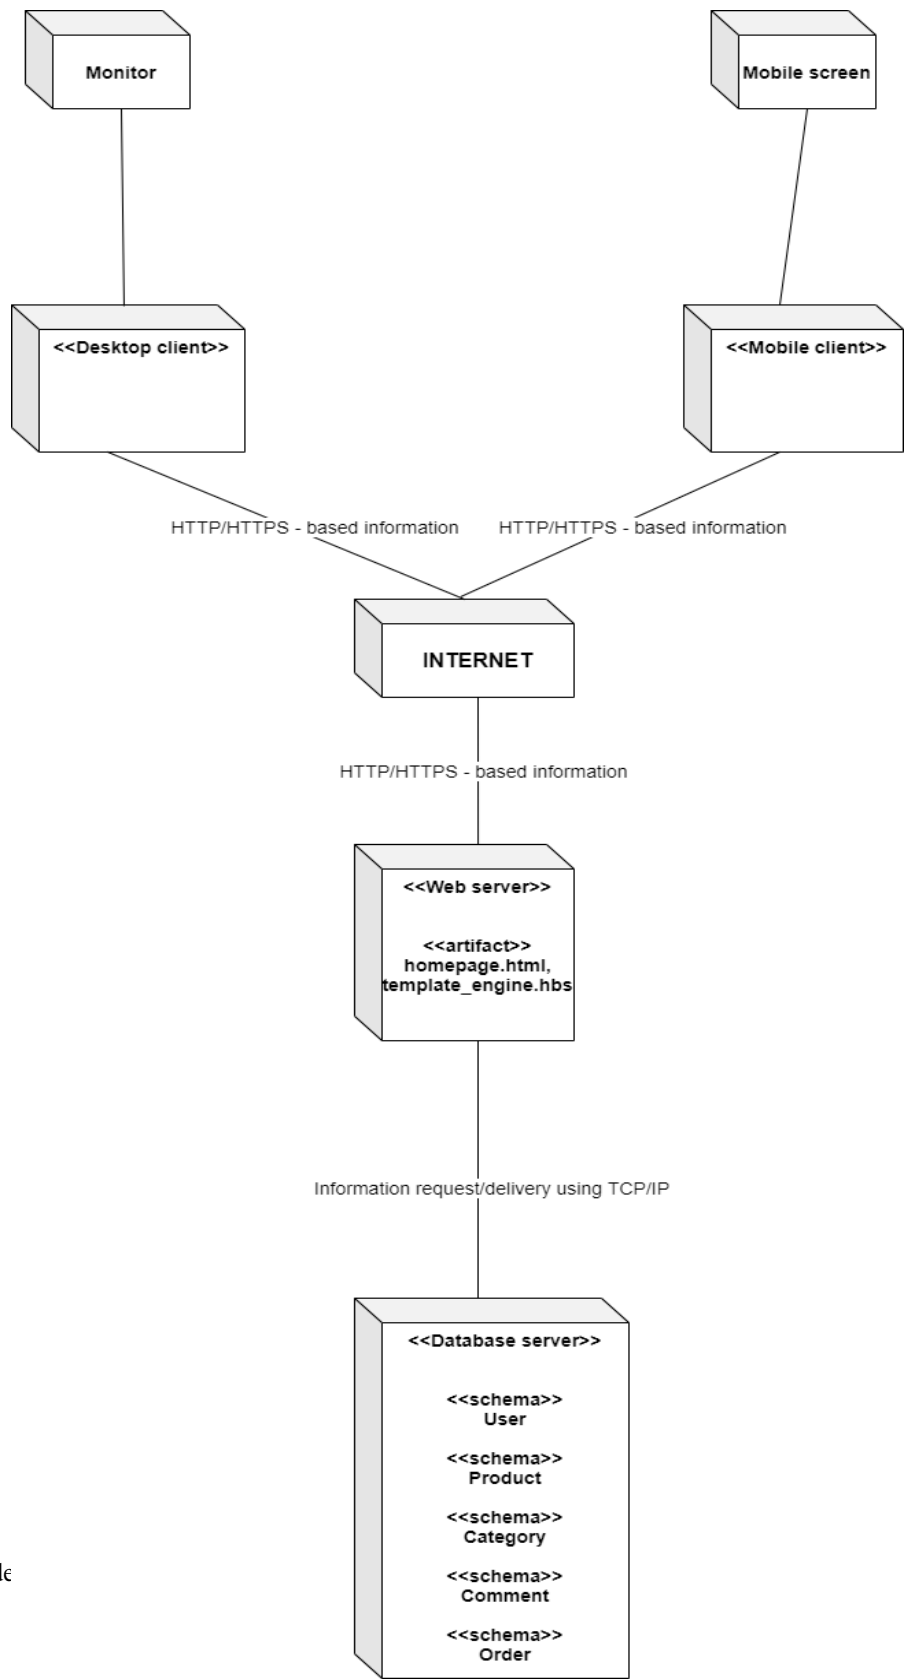 Monitor
Mobile screen
<<Desktop client>>
<<Mobile client>>
HTTP/HTTPS - based information
HTTP/HTTPS - based information
INTERNET
HTTP/HTTPS - based information
<<Web server>>
<<artifact>>
homepage.html,
template_engine.hbs
Information request/delivery using TCP/IP
<<Database server>>
<<schema>>
User
<<schema>>
Product
<<schema>>
Category
<<schema>>
Comment
<<schema>>
Order